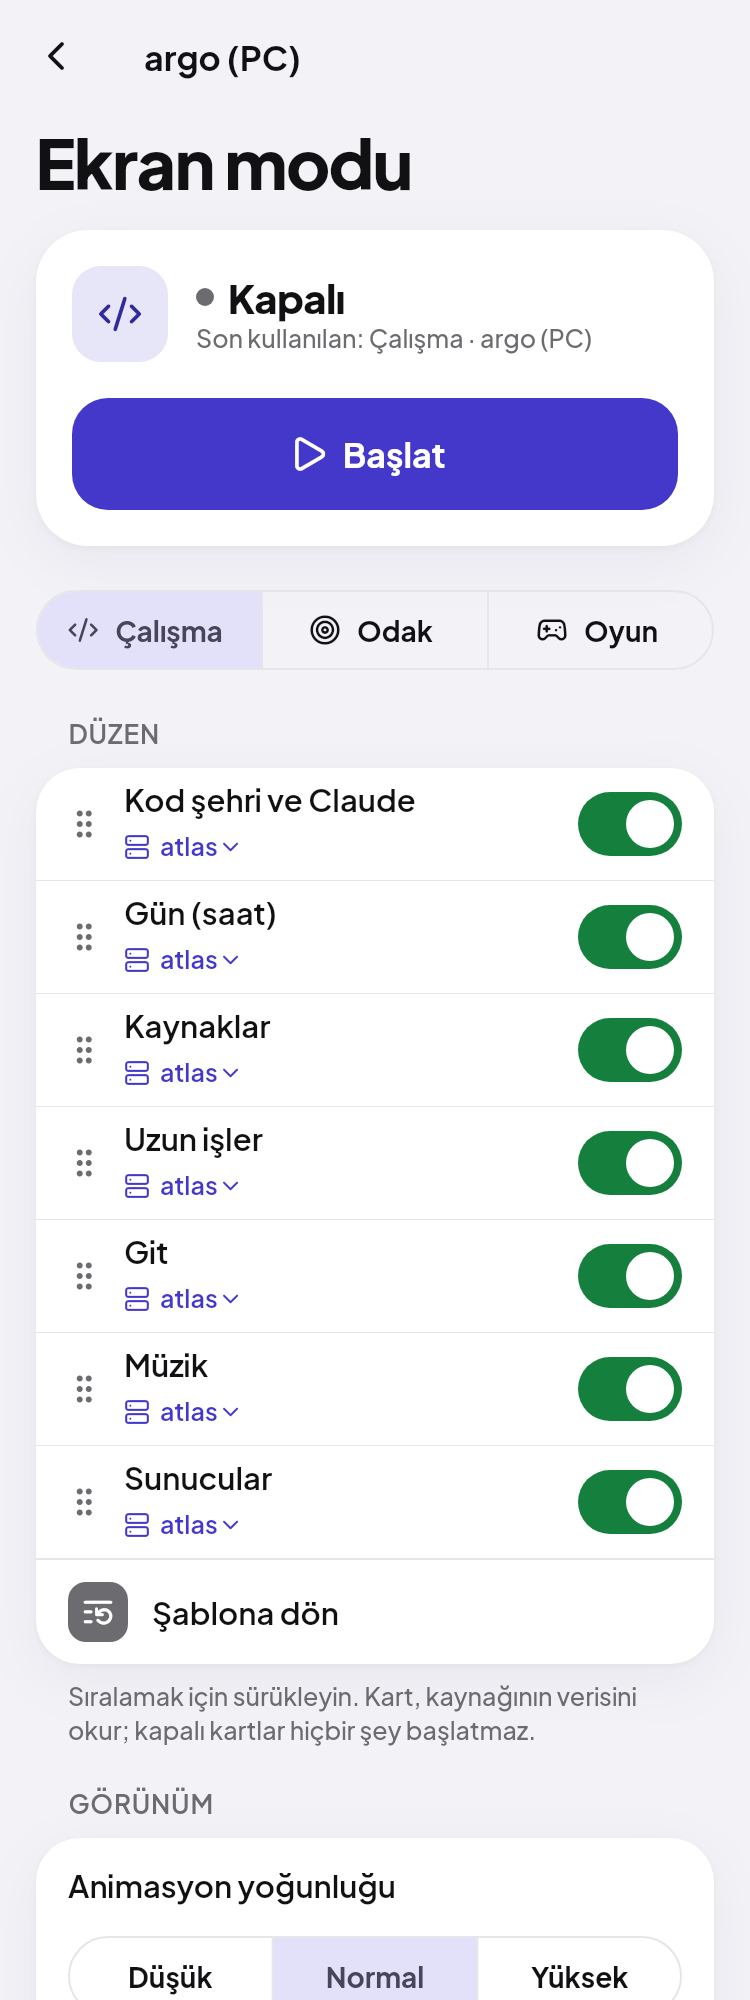 argo (PC)
Ekran modu
Kapalı
Son kullanılan: Çalışma · argo (PC)
Başlat
Çalışma
Odak
Oyun
DÜZEN
Kod şehri ve Claude
atlas
Gün (saat)
atlas
Kaynaklar
atlas
Uzun işler
atlas
Git
atlas
Müzik
atlas
Sunucular
atlas
Şablona dön
Sıralamak için sürükleyin. Kart, kaynağının verisini
okur; kapalı kartlar hiçbir şey başlatmaz.
GÖRÜNÜM
Animasyon yoğunluğu
Düşük
Normal
Yüksek